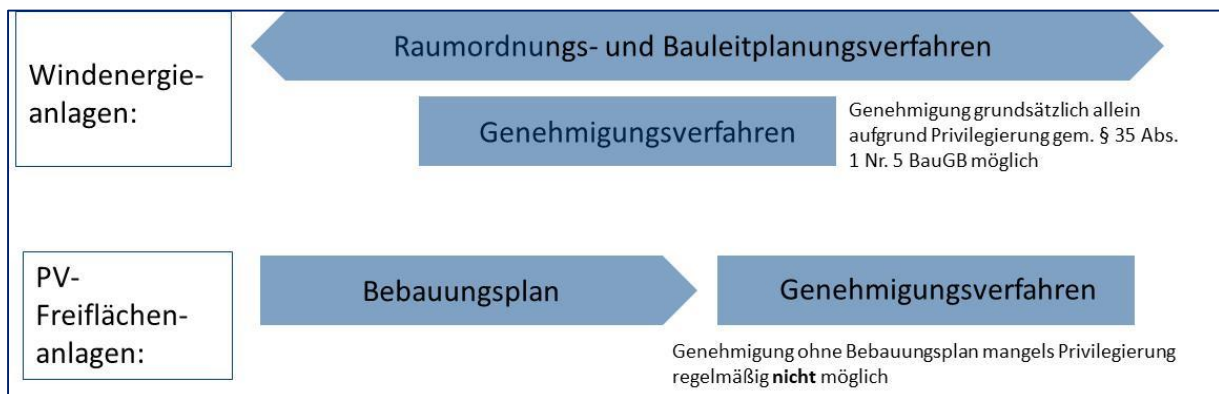 Windenergie-
anlagen:
Raumordnungs- und Bauleitplanungsverfahren
Genehmigungsverfahren
Genehmigung grundsätzlich allein
aufgrund Privilegierung gem. § 35 Abs.
1 Nr. 5 BauGB möglich
PV-
Freiflächen-
anlagen:
Bebauungsplan
Genehmigungsverfahren
Genehmigung ohne Bebauungsplan mangels Privilegierung
regelmäßig nicht möglich